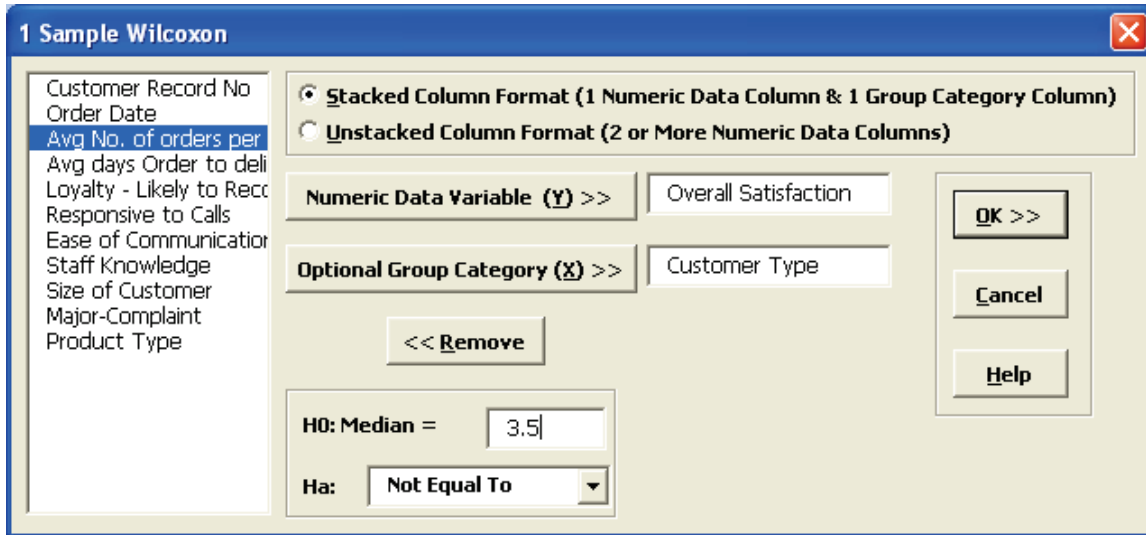 1 Sample Wilcoxon
Customer Record No
Order Date
Avg No. of orders per
Avg days Order to deli
Loyalty - Likely to Reco
Responsive to Calls
Ease of Communication
Staff Knowledge
Size of Customer
Major-Complaint
Product Type
Stacked Column Format (1 Numeric Data Column & 1 Group Category Column)
Unstacked Column Format (2 or More Numeric Data Columns)
Numeric Data Variable (Y) >>
Overall Satisfaction
Optional Group Category (X) >>
Customer Type
<< Remove
H0: Median =
3.5
Ha:
Not Equal To
OK >>
Cancel
Help